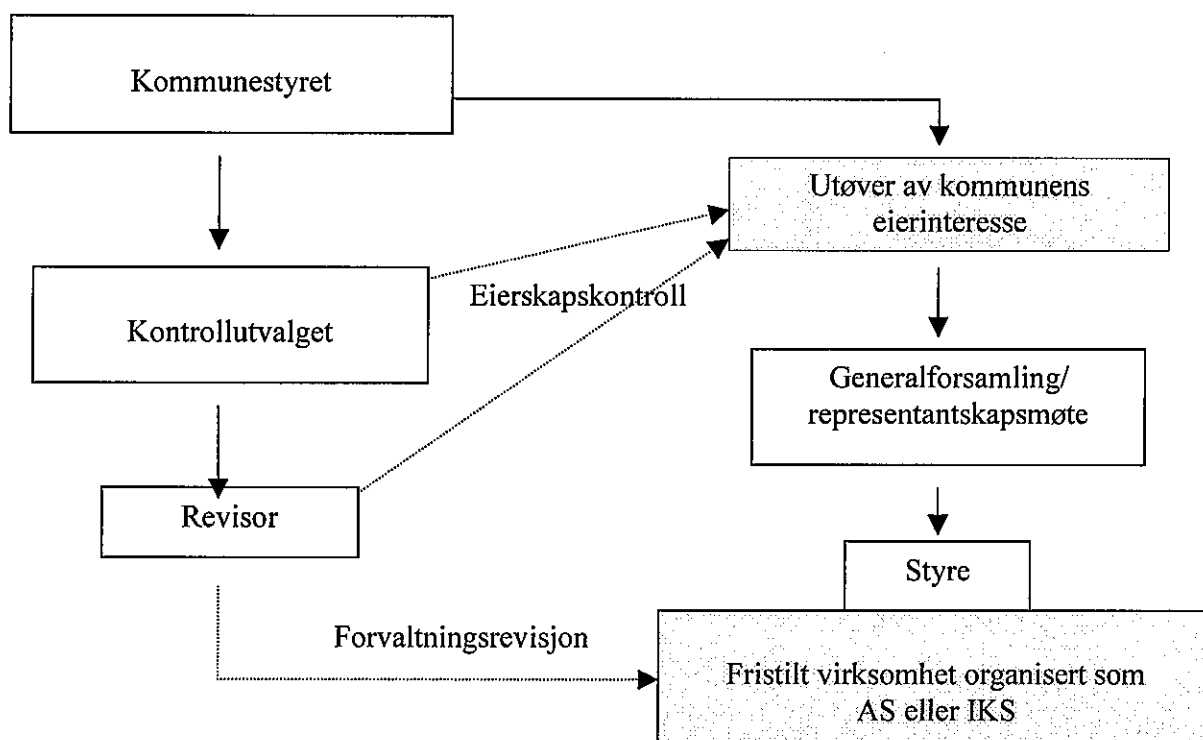 Kommunestyret
Utøver av kommunens
eierinteresse
Eierskapskontroll
Kontrollutvalget
Generalforsamling/
representantskapsmøte
Revisor
Styre
Forvaltningsrevisjon
Fristilt virksomhet organisert som
AS eller IKS